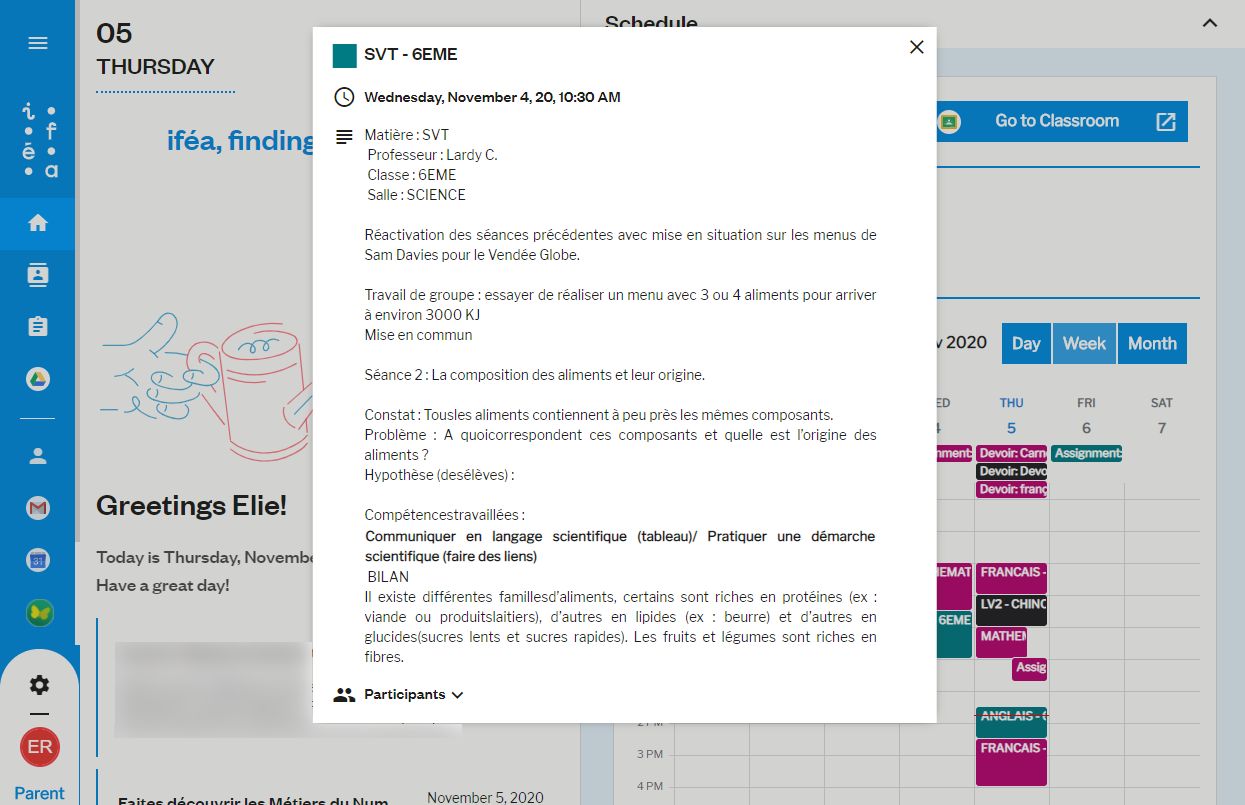 05
THURSDAY
iféa, finding
Greetings Elie!
Today is Thursday, Novembe
Have a great day!
Faites découvrir les Métiers du Num
November 5, 2020
i
f
é
a
31
ER
Parent
Schedule
Go to Classroom
v 2020
Day
Week
Month
ED
THU
FRI
SAT
4
5
6
7
nment:
Devoir: Carn
Assignment:
Devoir: Devo
Devoir: franç
IEMAT
FRANCAIS -
LV2 - CHINO
6EME
MATHEM
Assig
ANGLAIS - 6
FRANCAIS -
2 PM
3 PM
4 PM
SVT - 6EME
Wednesday, November 4, 20, 10:30 AM
Matière : SVT
Professeur : Lardy C.
Classe : 6EME
Salle : SCIENCE
Réactivation des séances précédentes avec mise en situation sur les menus de
Sam Davies pour le Vendée Globe.
Travail de groupe : essayer de réaliser un menu avec 3 ou 4 aliments pour arriver
à environ 3000 KJ
Mise en commun
Séance 2 : La composition des aliments et leur origine.
Constat : Tousles aliments contiennent à peu près les mêmes composants.
Problème : A quoicorrespondent ces composants et quelle est l'origine des
aliments ?
Hypothèse (desélèves) :
Compétencestravaillées :
Communiquer en langage scientifique (tableau)/ Pratiquer une démarche
scientifique (faire des liens)
BILAN
Il existe différentes famillesd'aliments, certains sont riches en protéines (ex :
viande ou produitslaitiers), d'autres en lipides (ex : beurre) et d'autres en
glucides(sucres lents et sucres rapides). Les fruits et légumes sont riches en
fibres.
Participants